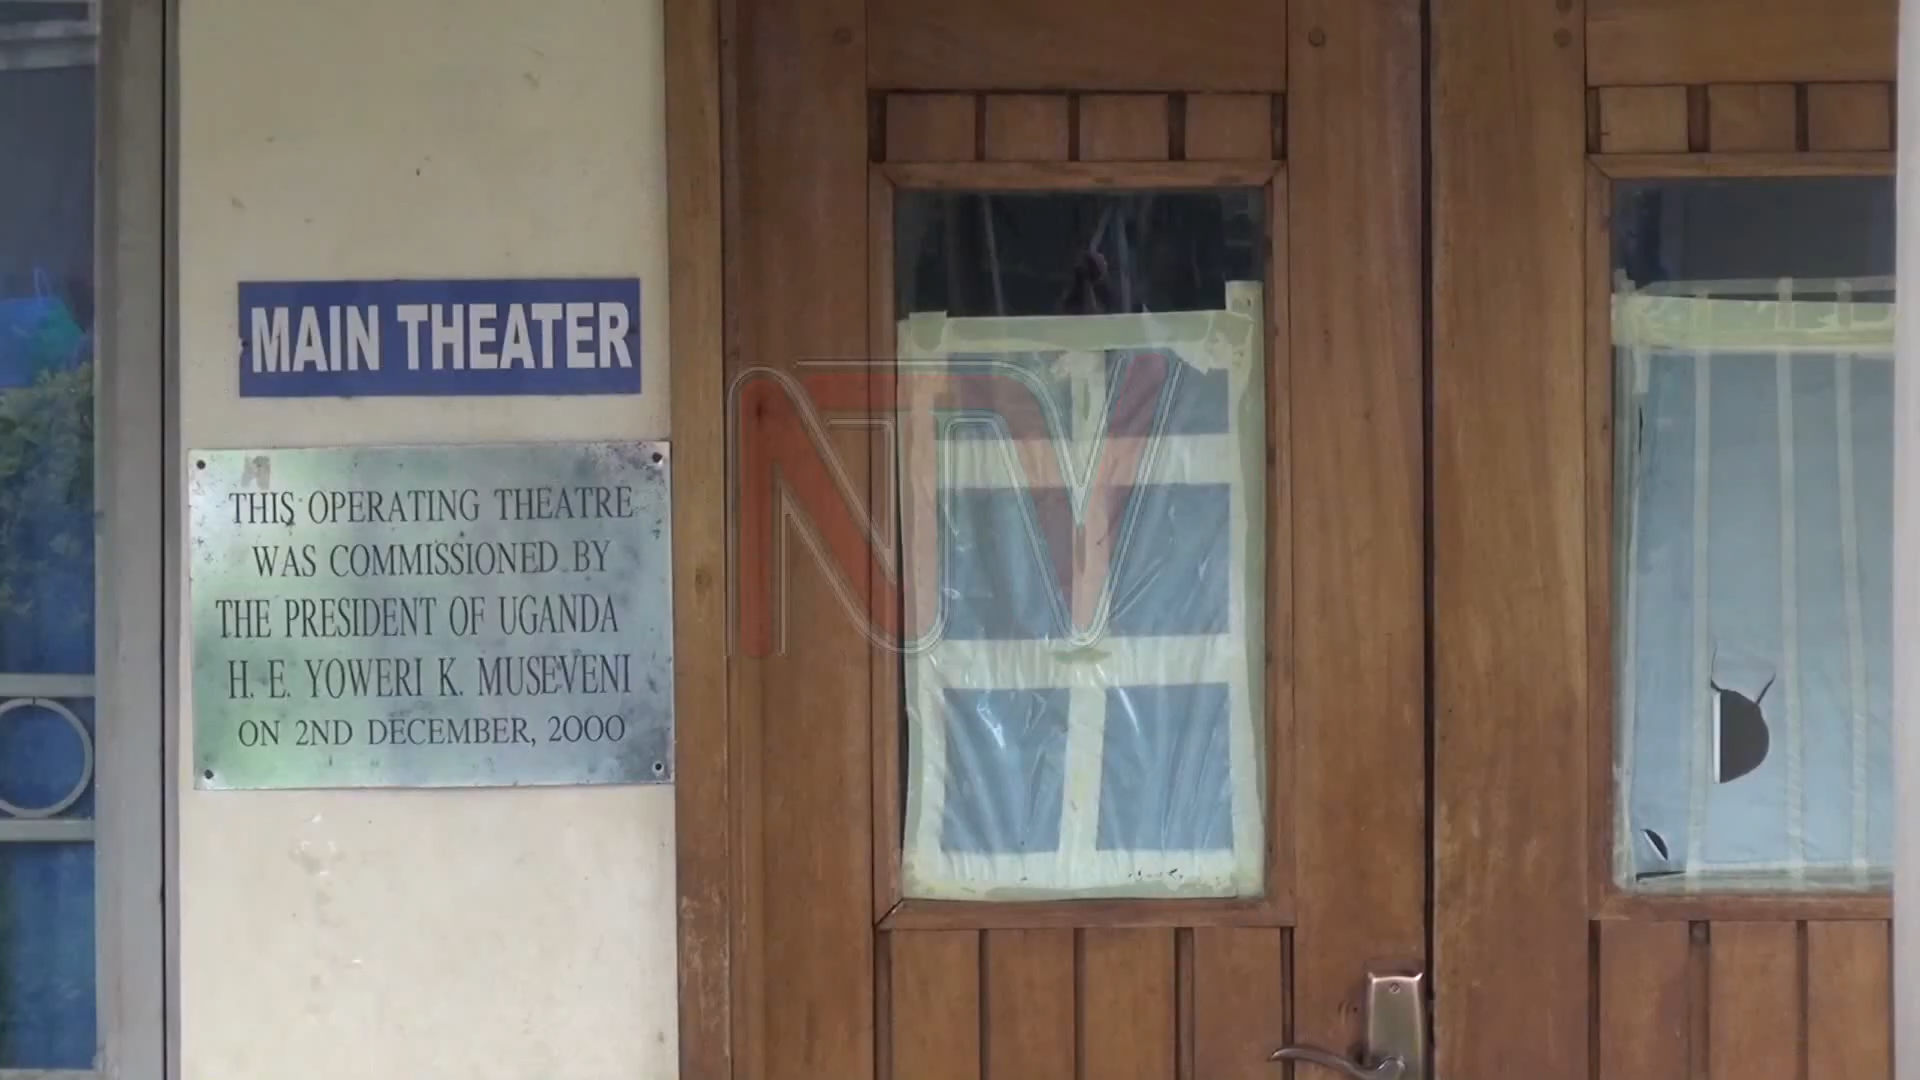 MAIN THEATER
THIS OPERATING THEATRE
WAS COMMISSIONED BY
THE PRESIDENT OF UGANDA
H. E. YOWERI K. MUSEVENI
ON 2ND DECEMBER, 2000
NTV